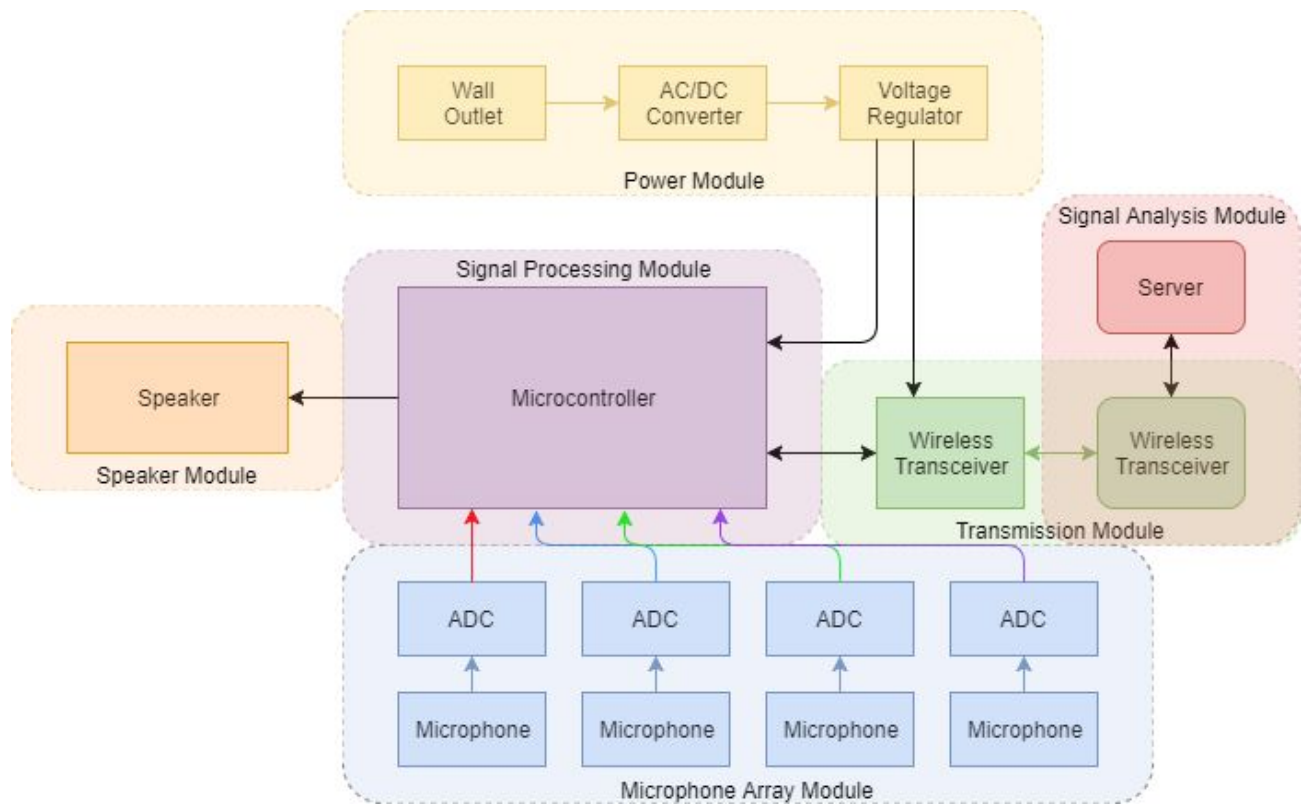 Wall
Outlet
AC/DC
Converter
Voltage
Regulator
Power Module
Signal Analysis Module
Server
Signal Processing Module
Microcontroller
Speaker
Speaker Module
Wireless
Transceiver
Wireless
Transceiver
Transmission Module
ADC
ADC
ADC
ADC
Microphone
Microphone
Microphone
Microphone
Microphone Array Module